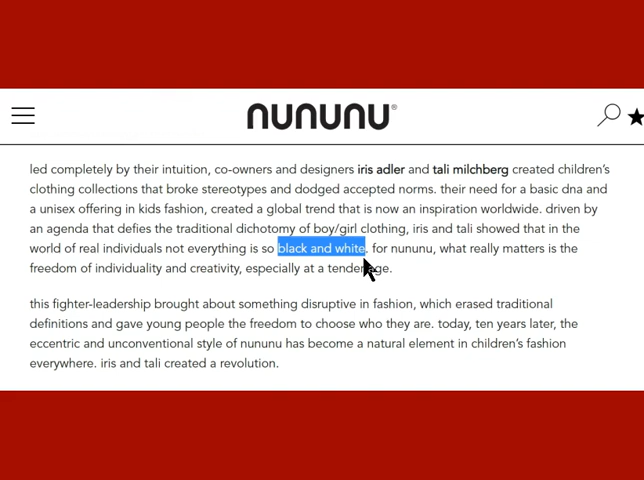 nununu®
led completely by their intuition, co-owners and designers iris adler and tali milchberg created children's
clothing collections that broke stereotypes and dodged accepted norms. their need for a basic dna and
a unisex offering in kids fashion, created a global trend that is now an inspiration worldwide. driven by
an agenda that defies the traditional dichotomy of boy/girl clothing, iris and tali showed that in the
world of real individuals not everything is so black and white. for nununu, what really matters is the
freedom of individuality and creativity, especially at a tender age.
this fighter-leadership brought about something disruptive in fashion, which erased traditional
definitions and gave young people the freedom to choose who they are. today, ten years later, the
eccentric and unconventional style of nununu has become a natural element in children's fashion
everywhere. iris and tali created a revolution.